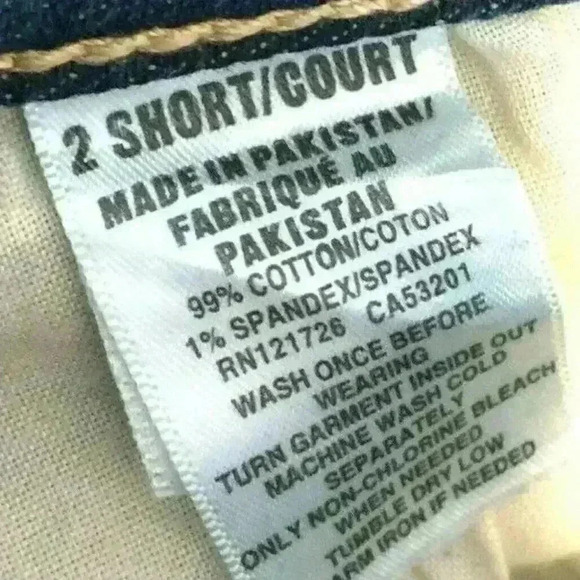 2 SHORT/COURT
MADE IN PAKISTAN/
FABRIQUÉ AU
PAKISTAN
99% COTTON/COTON
1% SPANDEX/SPANDEX
RN121726 CA53201
WASH ONCE BEFORE
WEARING
TURN GARMENT INSIDE OUT
MACHINE WASH COLD
SEPARATELY
ONLY NON-CHLORINE BLEACH
WHEN NEEDED
TUMBLE DRY LOW
ARM IRON IF NEEDED